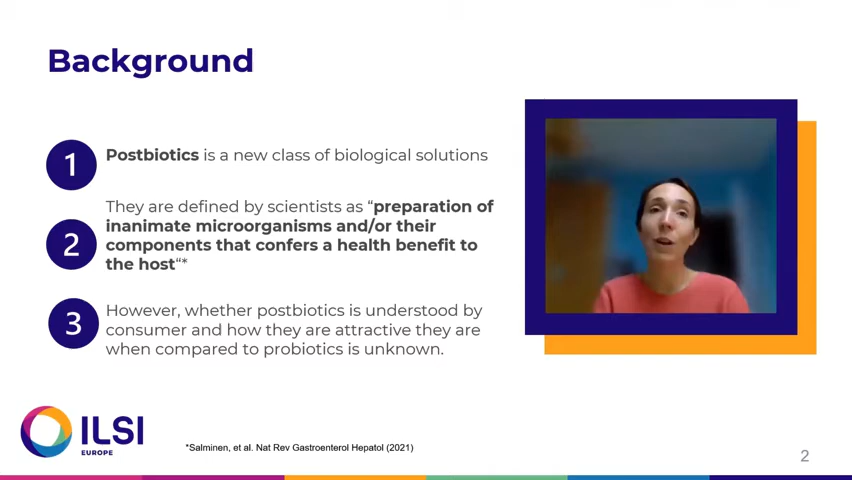 Background
1
Postbiotics is a new class of biological solutions
2
They are defined by scientists as “preparation of
inanimate microorganisms and/or their
components that confers a health benefit to
the host“*
3
However, whether postbiotics is understood by
consumer and how they are attractive they are
when compared to probiotics is unknown.
ILSI
EUROPE
*Salminen, et al. Nat Rev Gastroenterol Hepatol (2021)
2